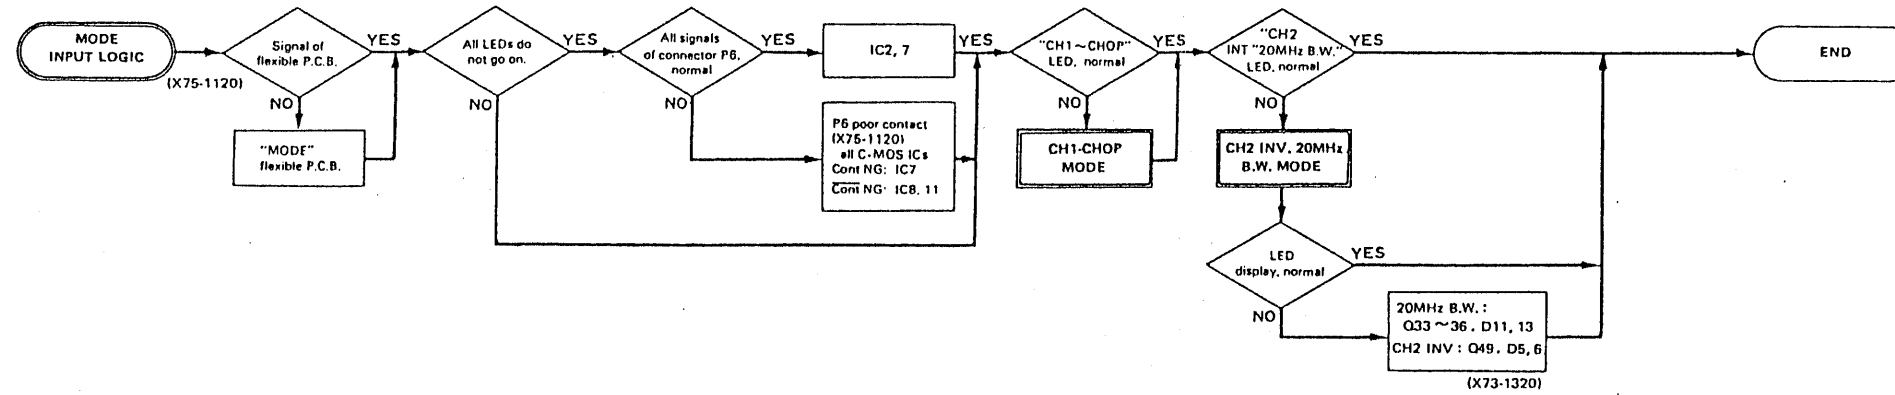 MODE
INPUT LOGIC
(X75-1120)
Signal of
flexible P.C.B.
YES
NO
"MODE"
flexible P.C.B.
All LEDs do
not go on.
YES
NO
All signals
of connector P6,
normal
YES
NO
IC2, 7
P6 poor contact
(X75-1120)
all C-MOS ICs
Cont NG: IC7
Cont NG: IC8, 11
"CH1~CHOP"
LED, normal
YES
NO
CH1-CHOP
MODE
"CH2
INT "20MHz B.W."
LED, normal
YES
NO
CH2 INV. 20MHz
B.W. MODE
LED
display, normal
YES
NO
20MHz B.W. :
Q33~36. D11, 13
CH2 INV : Q49. D5, 6
(X73-1320)
END